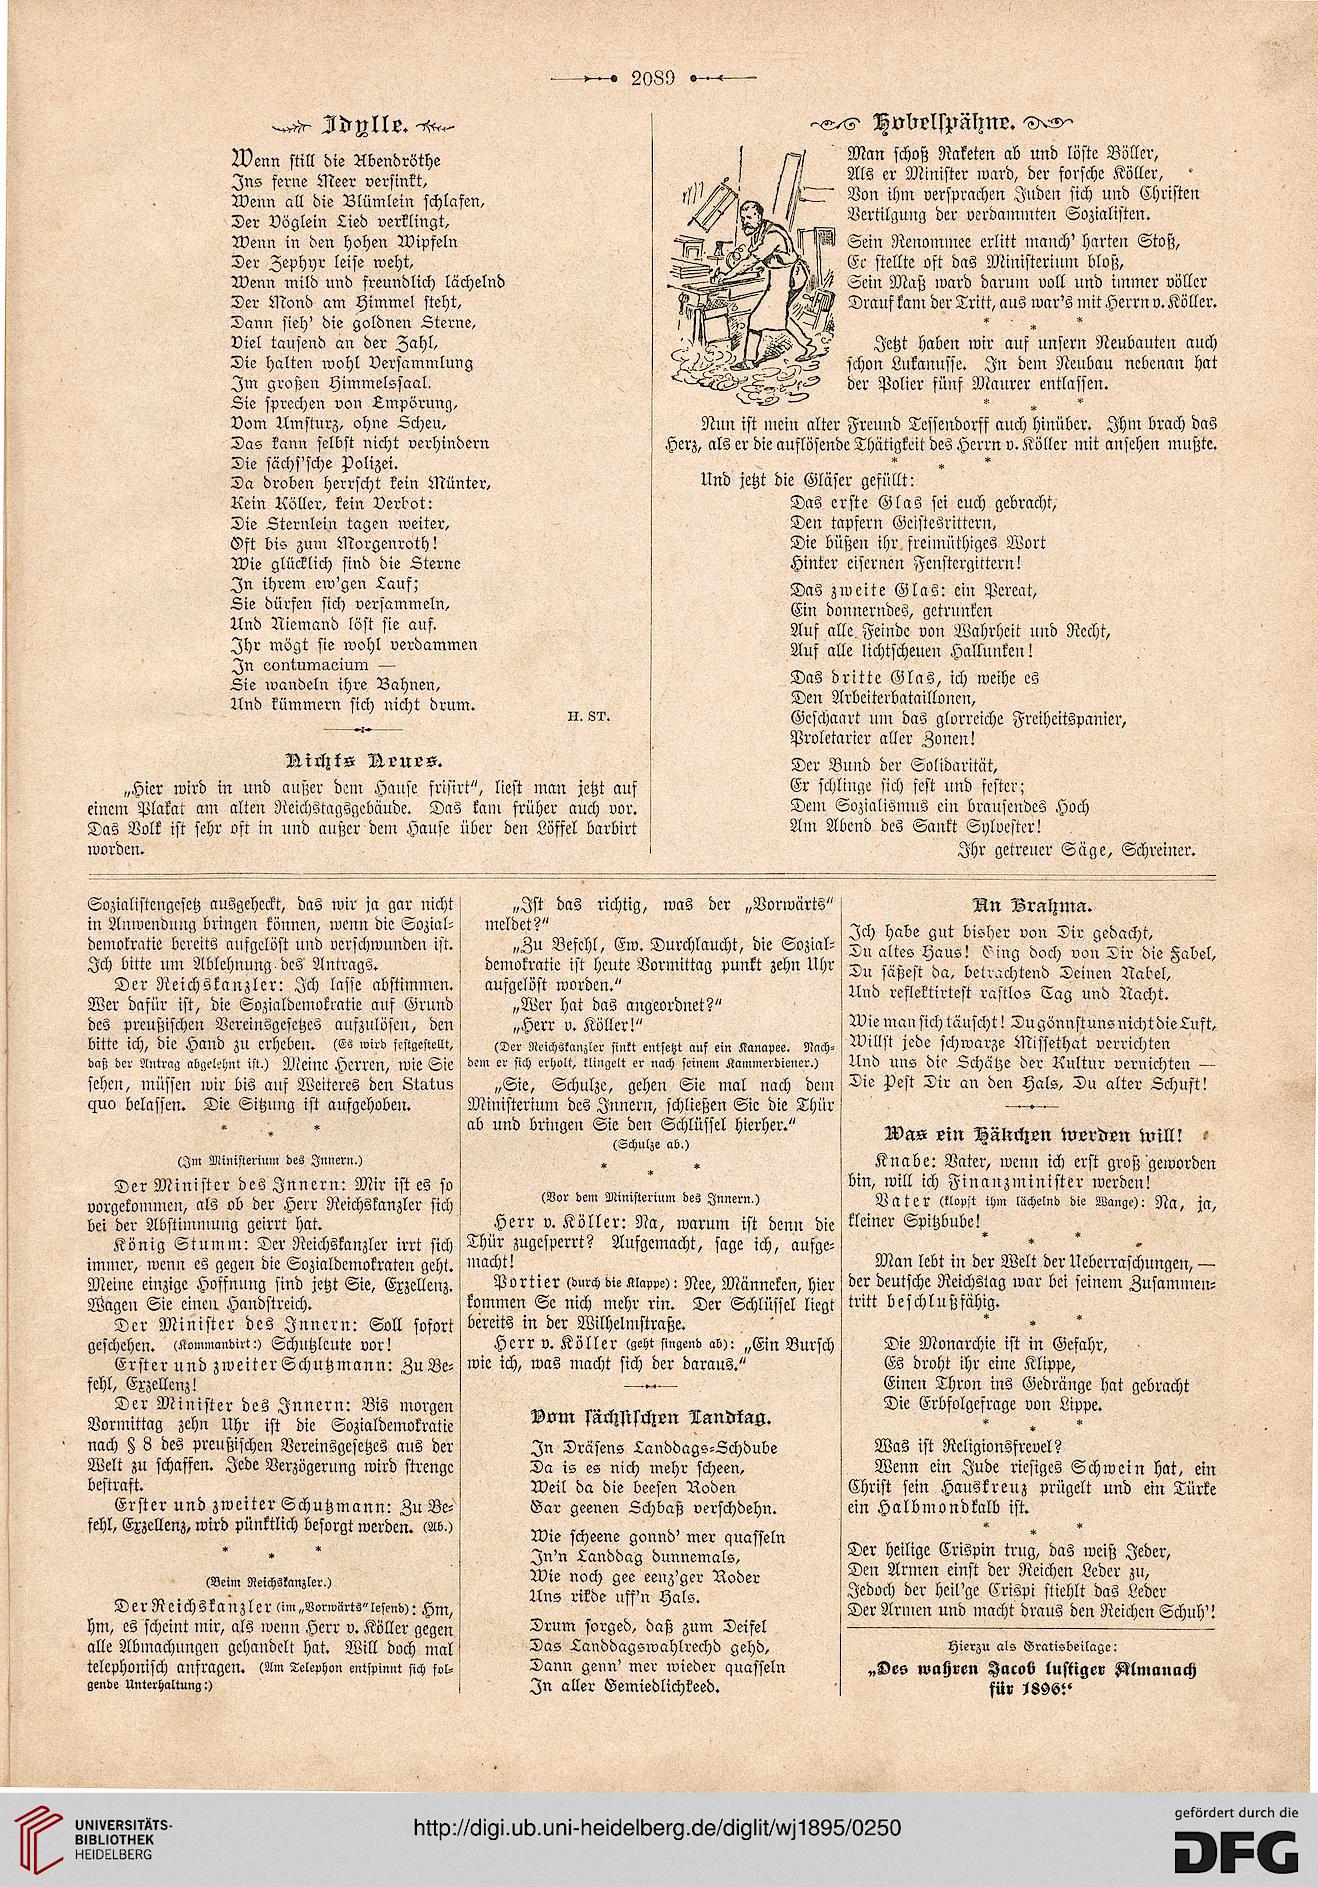 2089
Idylle.
Wenn still die Abendröthe
Ins ferne Meer versinkt,
Wenn all die Blümlein schlafen,
Der Vöglein Lied verklingt,
Wenn in den hohen Wipfeln
Der Zephyr leise weht,
Wenn mild und freundlich lächelnd
Der Mond am Himmel steht,
Dann sieh' die goldnen Sterne,
Viel tausend an der Zahl,
Die halten wohl Versammlung
Im großen Himmelssaal.
Sie sprechen von Empörung,
Vom Umsturz, ohne Scheu,
Das kann selbst nicht verhindern
Die sächs'sche Polizei.
Da droben herrscht kein Münter,
Kein Köller, kein Verbot:
Die Sternlein tagen weiter,
Oft bis zum Morgenroth!
Wie glücklich sind die Sterne
In ihrem ew'gen Lauf;
Sie dürfen sich versammeln,
Und Niemand löst sie auf.
Ihr mögt sie wohl verdammen
In contumacium —
Sie wandeln ihre Bahnen,
Und kümmern sich nicht drum.
H. ST.
Nichts Neues.
„Hier wird in und außer dem Hause frisirt“, liest man jetzt auf
einem Plakat am alten Reichstagsgebäude. Das kam früher auch vor.
Das Volk ist sehr oft in und außer dem Hause über den Löffel barbirt
worden.
Hobelspähne.
Man schoß Raketen ab und löste Böller,
Als er Minister ward, der forsche Köller,
Von ihm versprachen Juden sich und Christen
Vertilgung der verdammten Sozialisten.
Sein Renommee erlitt manch' harten Stoß,
Er stellte oft das Ministerium bloß,
Sein Maß ward darum voll und immer völler
Drauf kam der Tritt, aus war's mit Herrn v. Köller.
* * *
Jetzt haben wir auf unsern Neubauten auch
schon Lukanusse. In dem Neubau nebenan hat
der Polier fünf Maurer entlassen.
* * *
Nun ist mein alter Freund Tessendorff auch hinüber. Ihm brach das
Herz, als er die auflösende Thätigkeit des Herrn v. Köller mit ansehen mußte.
* * *
Und jetzt die Gläser gefüllt:
Das erste Glas sei euch gebracht,
Den tapfern Geistesrittern,
Die büßen ihr freimüthiges Wort
Hinter eisernen Fenstergittern!
Das zweite Glas: ein Pereat,
Ein donnerndes, getrunken
Auf alle Feinde von Wahrheit und Recht,
Auf alle lichtscheuen Hallunken!
Das dritte Glas, ich weihe es
Den Arbeiterbataillonen,
Geschaart um das glorreiche Freiheitspanier,
Proletarier aller Zonen!
Der Bund der Solidarität,
Er schlinge sich fest und fester;
Dem Sozialismus ein brausendes Hoch
Am Abend des Sankt Sylvester!
Ihr getreuer Säge, Schreiner.
Sozialistengesetz ausgeheckt, das wir ja gar nicht
in Anwendung bringen können, wenn die Sozial-
demokratie bereits aufgelöst und verschwunden ist.
Ich bitte um Ablehnung des Antrags.
Der Reichskanzler: Ich lasse abstimmen.
Wer dafür ist, die Sozialdemokratie auf Grund
des preußischen Vereinsgesetzes aufzulösen, den
bitte ich, die Hand zu erheben. (Es wird festgestellt,
daß der Antrag abgelehnt ist.) Meine Herren, wie Sie
sehen, müssen wir bis auf Weiteres den Status
quo belassen. Die Sitzung ist aufgehoben.
* * *
(Im Ministerium des Innern.)
Der Minister des Innern: Mir ist es so
vorgekommen, als ob der Herr Reichskanzler sich
bei der Abstimmung geirrt hat.
König Stumm: Der Reichskanzler irrt sich
immer, wenn es gegen die Sozialdemokraten geht.
Meine einzige Hoffnung sind jetzt Sie, Exzellenz.
Wagen Sie einen Handstreich.
Der Minister des Innern: Soll sofort
geschehen. (Kommandirt:) Schutzleute vor!
Erster und zweiter Schutzmann: Zu Be-
fehl, Exzellenz!
Der Minister des Innern: Bis morgen
Vormittag zehn Uhr ist die Sozialdemokratie
nach § 8 des preußischen Vereinsgesetzes aus der
Welt zu schaffen. Jede Verzögerung wird strenge
bestraft.
Erster und zweiter Schutzmann: Zu Be-
fehl, Exzellenz, wird pünktlich besorgt werden. (Ab.)
* * *
(Beim Reichskanzler.)
Der Reichskanzler (im „Vorwärts“ lesend): Hm,
hm, es scheint mir, als wenn Herr v. Köller gegen
alle Abmachungen gehandelt hat. Will doch mal
telephonisch anfragen. (Am Telephon entspinnt sich fol-
gende Unterhaltung:)
„Ist das richtig, was der „Vorwärts“
meldet?“
„Zu Befehl, Ew. Durchlaucht, die Sozial-
demokratie ist heute Vormittag punkt zehn Uhr
aufgelöst worden.“
„Wer hat das angeordnet?“
„Herr v. Köller!“
(Der Reichskanzler sinkt entsetzt auf ein Kanapee. Nach-
dem er sich erholt, klingelt er nach seinem Kammerdiener.)
„Sie, Schulze, gehen Sie mal nach dem
Ministerium des Innern, schließen Sie die Thür
ab und bringen Sie den Schlüssel hierher.“
(Schulze ab.)
* * *
(Vor dem Ministerium des Innern.)
Herr v. Köller: Na, warum ist denn die
Thür zugesperrt? Aufgemacht, sage ich, aufge-
macht!
Portier (durch die Klappe): Nee, Männeken, hier
kommen Se nich mehr rin. Der Schlüssel liegt
bereits in der Wilhelmstraße.
Herr v. Köller (geht singend ab): „Ein Bursch
wie ich, was macht sich der daraus.“
Vom sächsischen Landtag.
In Dräsens Landdags-Schdube
Da is es nich mehr scheen,
Weil da die beesen Roden
Gar geenen Schbaß verschdehn.
Wie scheene gonnd' mer quasseln
In'n Landdag dunnemals,
Wie noch gee eenz'ger Roder
Uns rikde uff'n Hals.
Drum sorged, daß zum Deifel
Das Landdagswahlrechd gehd,
Dann genn' mer wieder quasseln
In aller Gemiedlichkeed.
An Brahma.
Ich habe gut bisher von Dir gedacht,
Du altes Haus! Ging doch von Dir die Fabel,
Du säßest da, betrachtend Deinen Nabel,
Und reflektirtest rastlos Tag und Nacht.
Wie man sich täuscht! Du gönnst uns nicht die Luft,
Willst jede schwarze Missethat verrichten
Und uns die Schätze der Kultur vernichten —
Die Pest Dir an den Hals, Du alter Schuft!
Was ein Häkchen werden will!
Knabe: Vater, wenn ich erst groß geworden
bin, will ich Finanzminister werden!
Vater (klopft ihm lächelnd die Wange): Na, ja,
kleiner Spitzbube!
* * *
Man lebt in der Welt der Ueberraschungen, —
der deutsche Reichstag war bei seinem Zusammen-
tritt beschlußfähig.
* * *
Die Monarchie ist in Gefahr,
Es droht ihr eine Klippe,
Einen Thron ins Gedränge hat gebracht
Die Erbfolgefrage von Lippe.
* * *
Was ist Religionsfrevel?
Wenn ein Jude riesiges Schwein hat, ein
Christ sein Hauskreuz prügelt und ein Türke
ein Halbmondkalb ist.
* * *
Der heilige Crispin trug, das weiß Jeder,
Den Armen einst der Reichen Leder zu,
Jedoch der heil'ge Crispi stiehlt das Leder
Der Armen und macht draus den Reichen Schuh'!
Hierzu als Gratisbeilage:
„Des wahren Jacob lustiger Almanach
für 1896.“
UNIVERSITÄTS-
BIBLIOTHEK
HEIDELBERG
http://digi.ub.uni-heidelberg.de/diglit/wj1895/0250
gefördert durch die
DFG